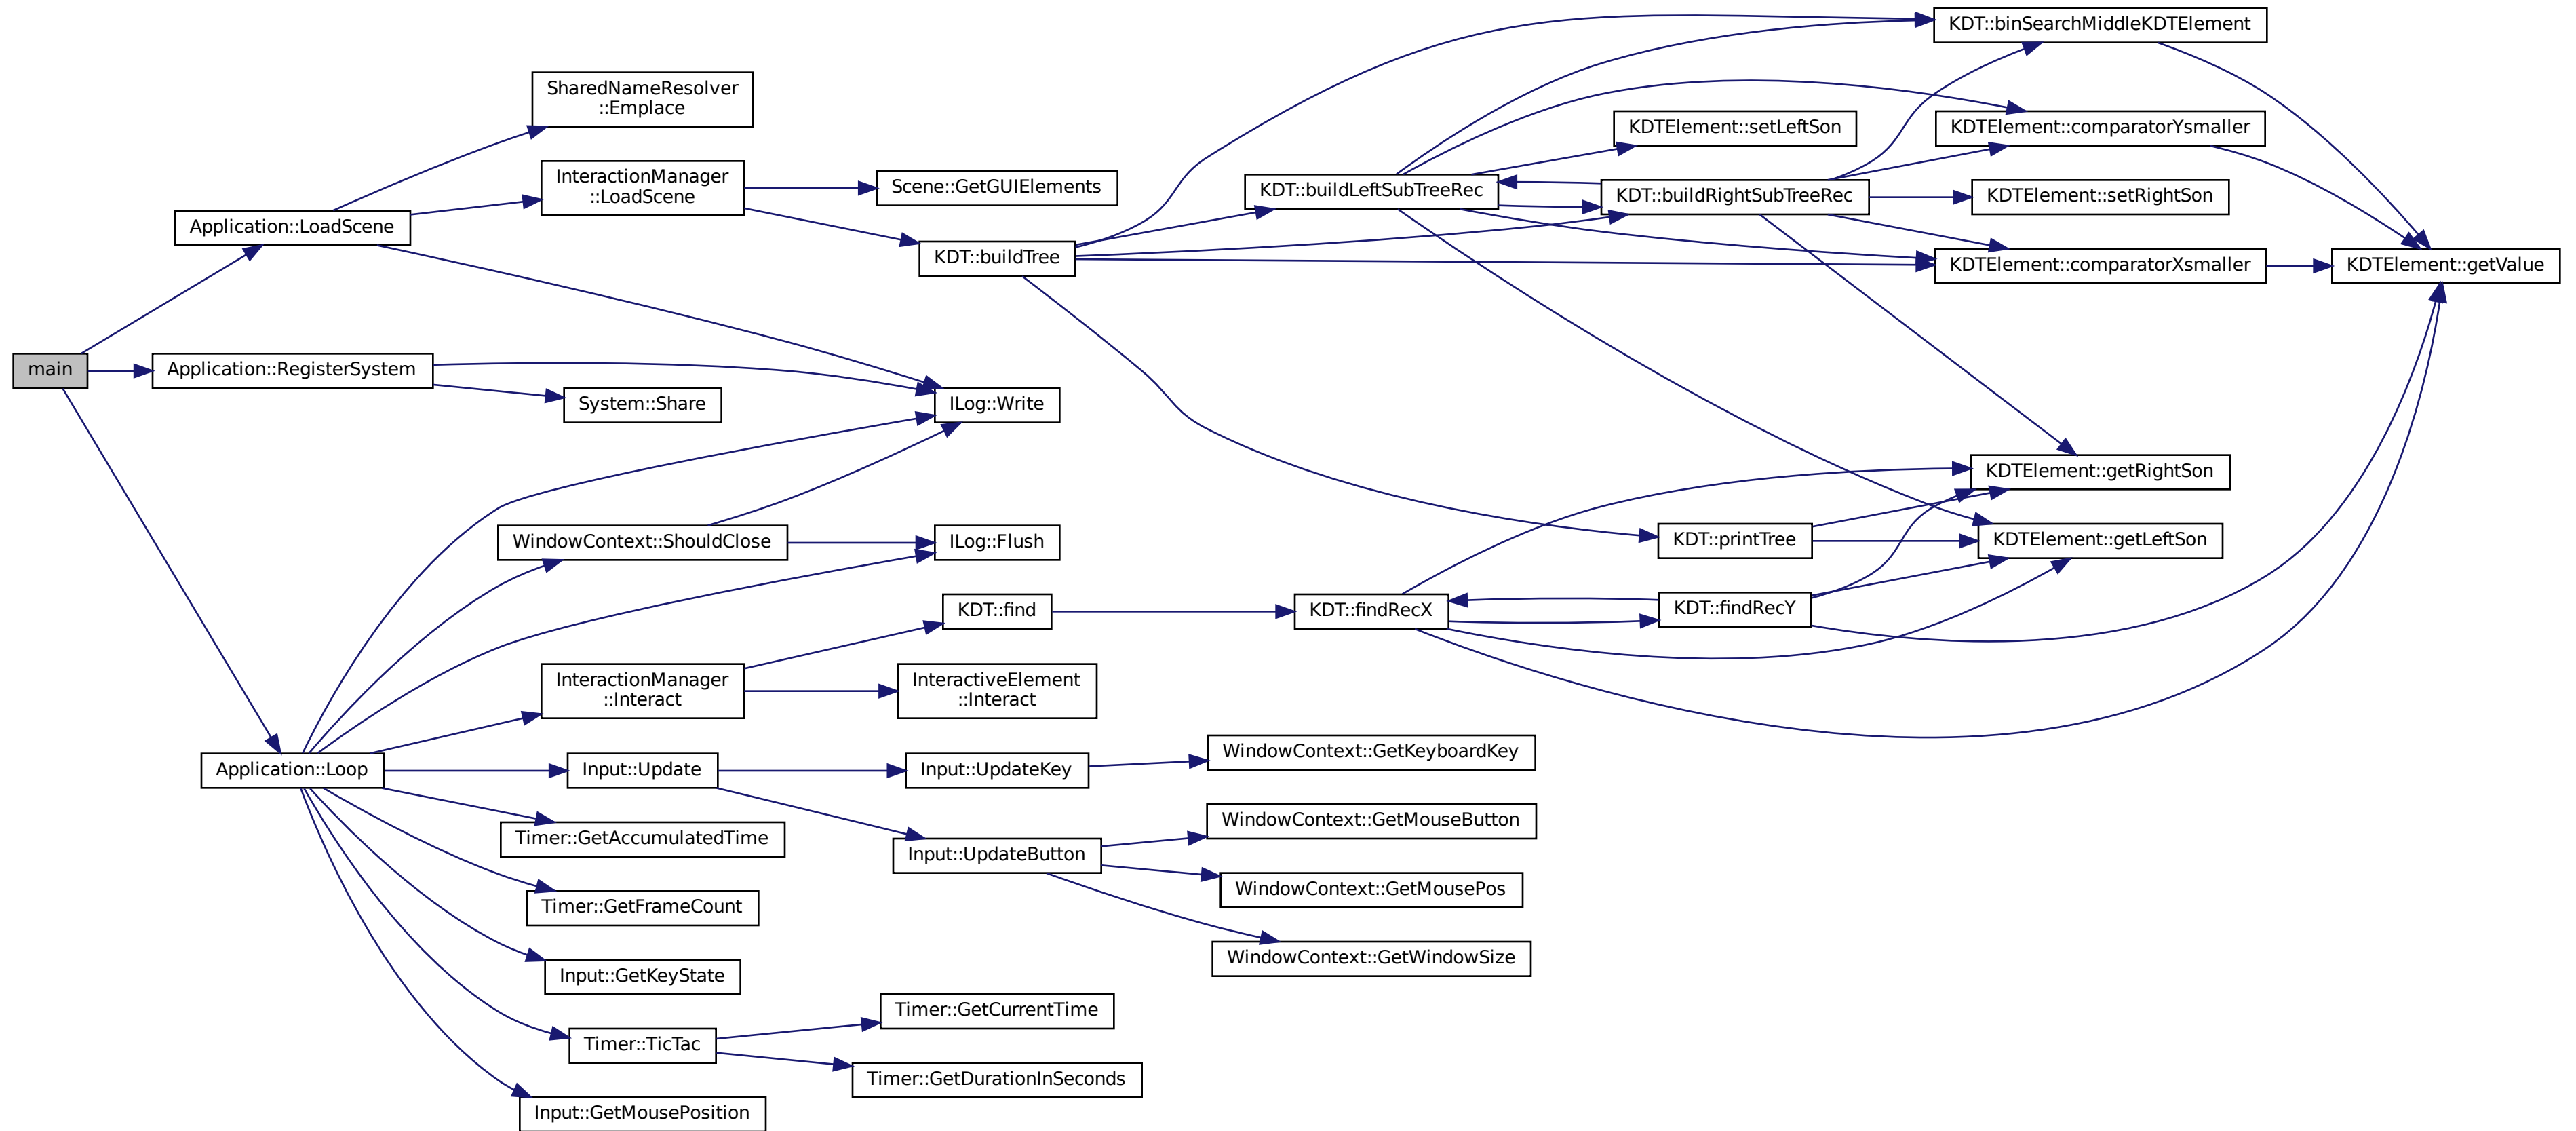 main
Application::LoadScene
Application::RegisterSystem
Application::Loop
SharedNameResolver
::Emplace
InteractionManager
::LoadScene
System::Share
WindowContext::ShouldClose
InteractionManager
::Interact
Input::Update
Timer::GetAccumulatedTime
Timer::GetFrameCount
Input::GetKeyState
Timer::TicTac
Input::GetMousePosition
Scene::GetGUIElements
KDT::buildTree
ILog::Write
ILog::Flush
KDT::find
InteractiveElement
::Interact
Input::UpdateKey
Input::UpdateButton
Timer::GetCurrentTime
Timer::GetDurationInSeconds
KDT::buildLeftSubTreeRec
KDT::findRecX
WindowContext::GetKeyboardKey
WindowContext::GetMouseButton
WindowContext::GetMousePos
WindowContext::GetWindowSize
KDTElement::setLeftSon
KDT::buildRightSubTreeRec
KDT::printTree
KDT::findRecY
KDT::binSearchMiddleKDTElement
KDTElement::comparatorYsmaller
KDTElement::setRightSon
KDTElement::comparatorXsmaller
KDTElement::getRightSon
KDTElement::getLeftSon
KDTElement::getValue